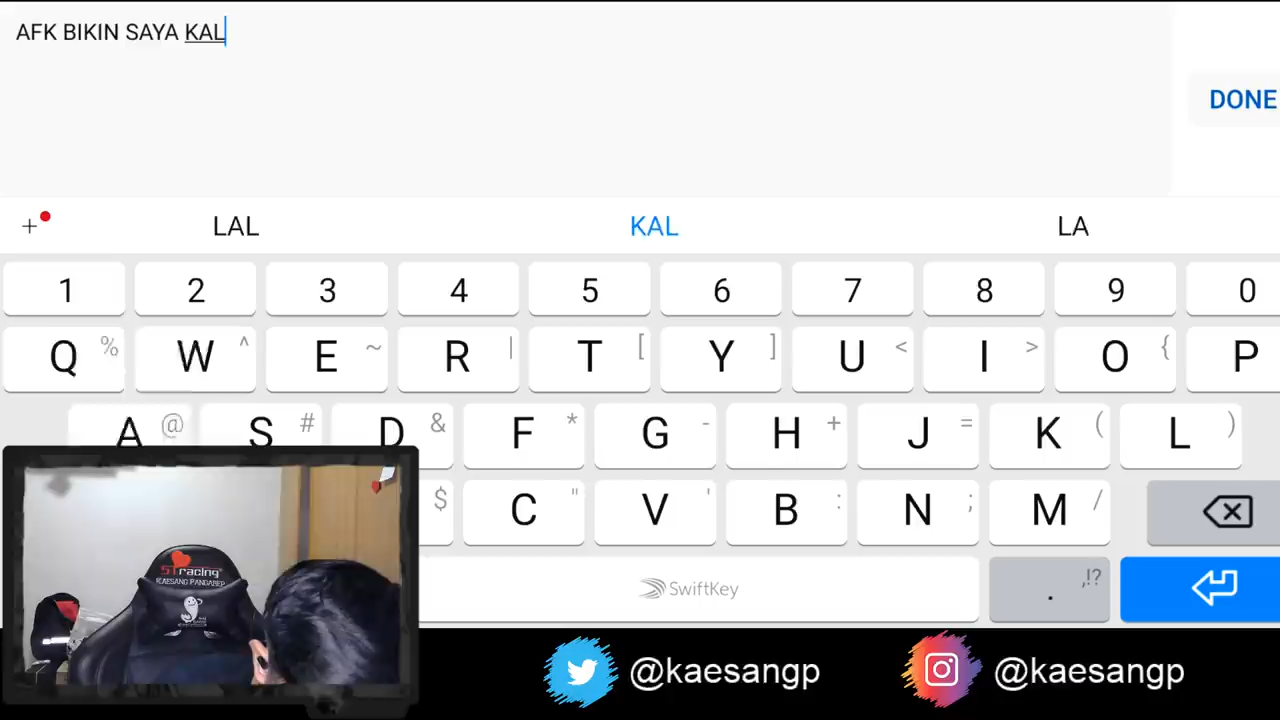 AFK BIKIN SAYA KAL
DONE
+ LAL KAL LA
1 2 3 4 5 6 7 8 9 0
Q % W ^ E ~ R | T [ Y ] U < I > O { P
A @ S # D & F * G - H + J = K ( L )
$ C " V ' B : N ; M /
SwiftKey . ,!?
STracing
KAESANG PANGAREP
@kaesangp @kaesangp